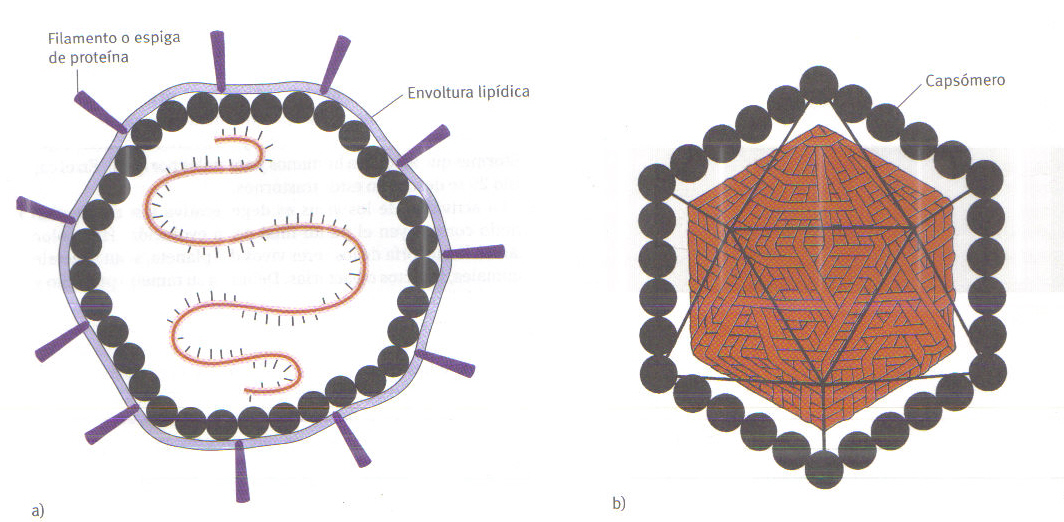 Filamento o espiga
de proteína
Envoltura lipídica
Capsómero
a)
b)